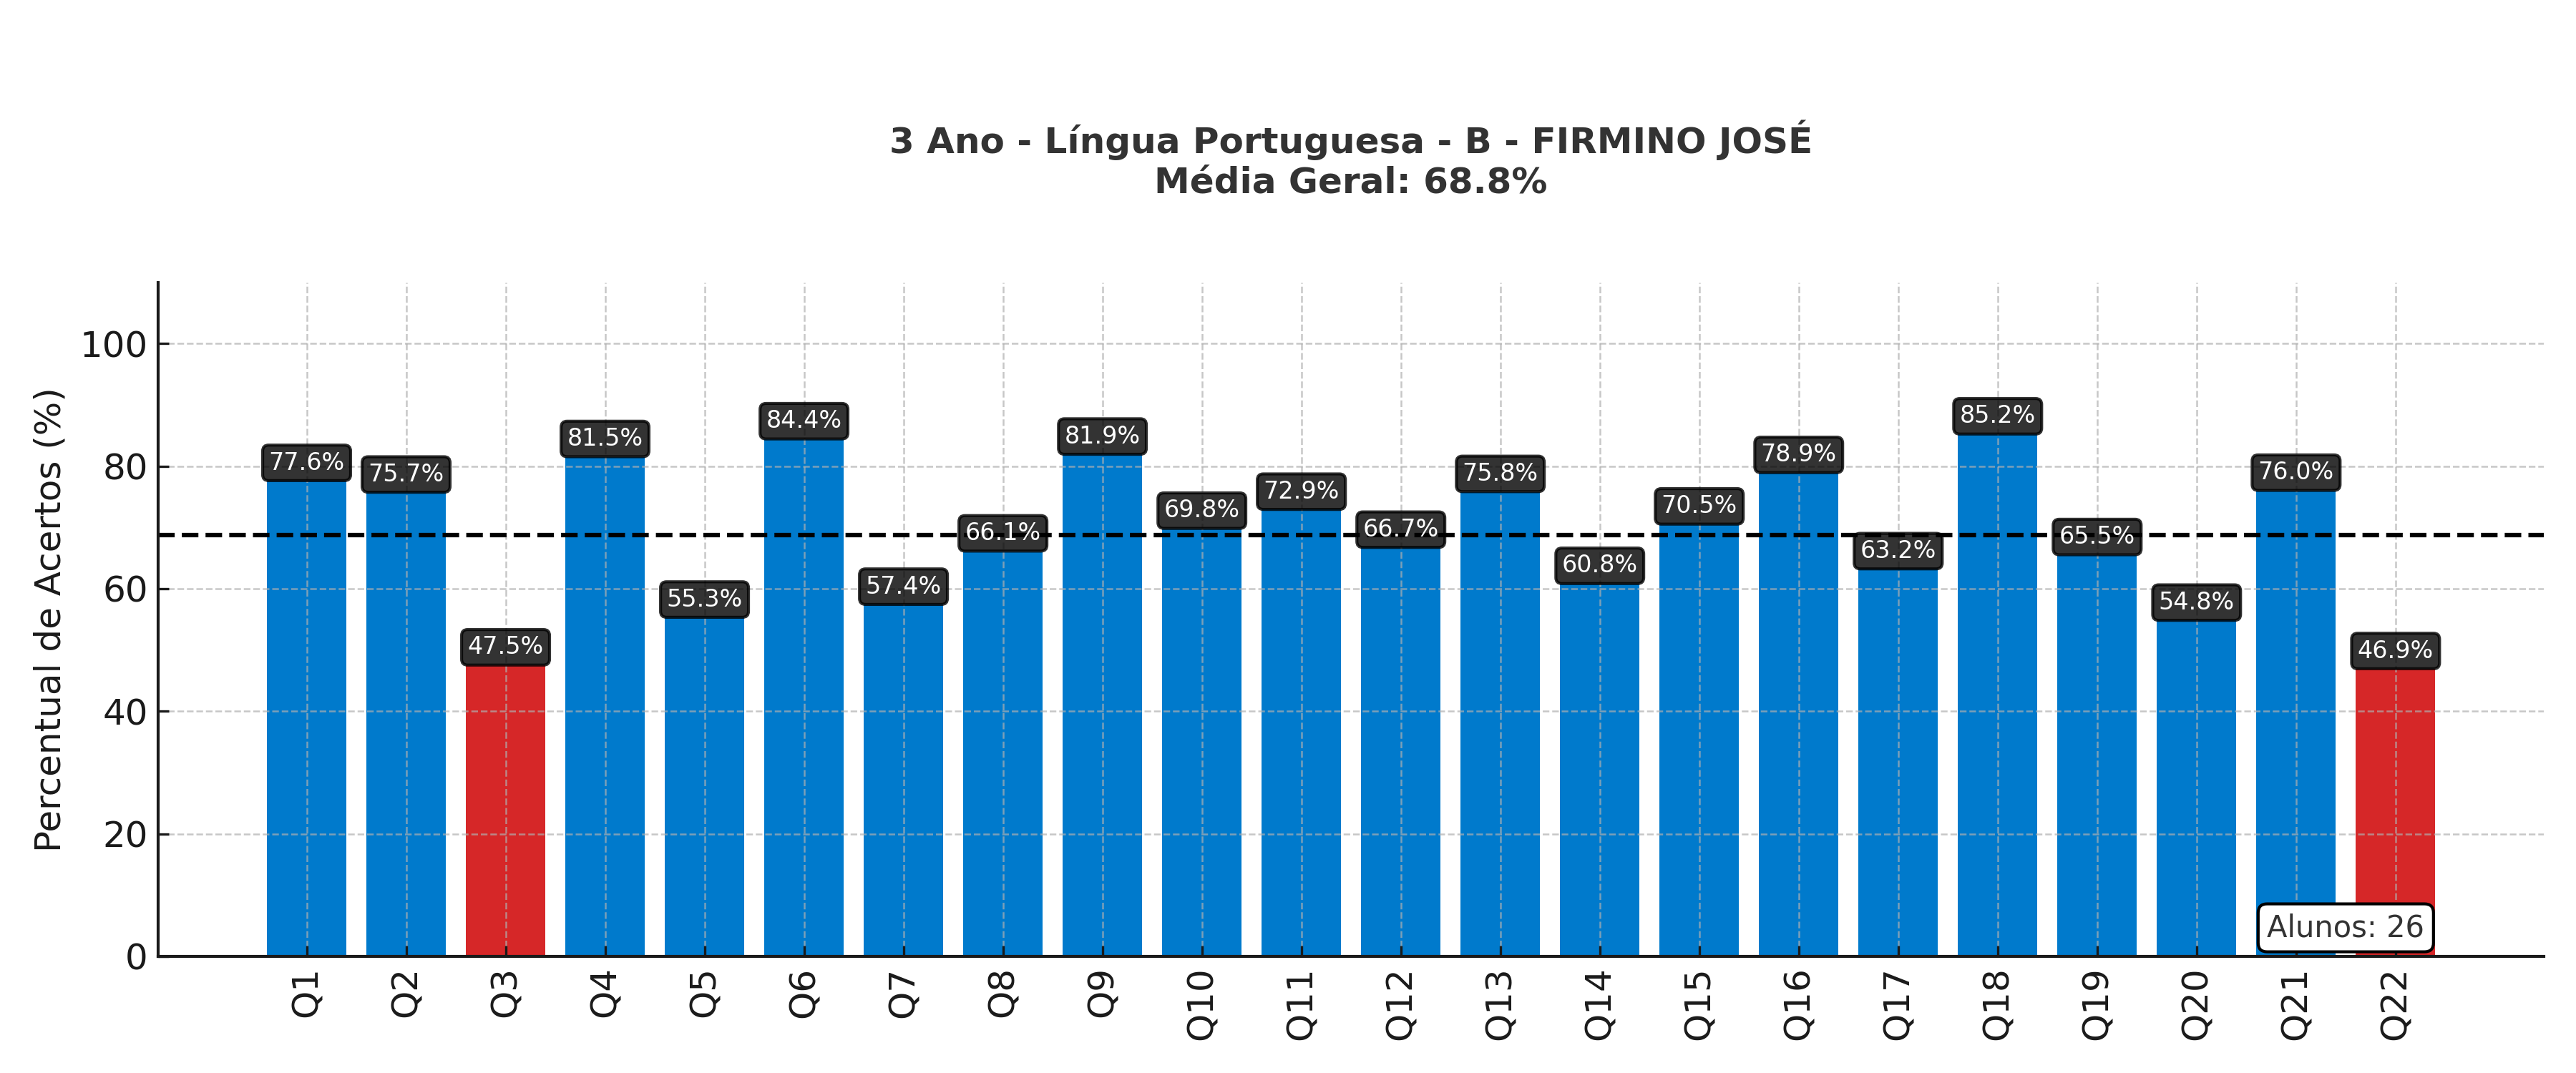 3 Ano - Língua Portuguesa - B - FIRMINO JOSÉ
Média Geral: 68.8%
Percentual de Acertos (%)
100
80
60
40
20
0
77.6%
75.7%
47.5%
81.5%
55.3%
84.4%
57.4%
66.1%
81.9%
69.8%
72.9%
66.7%
75.8%
60.8%
70.5%
78.9%
63.2%
85.2%
65.5%
54.8%
76.0%
46.9%
Alunos: 26
Q1
Q2
Q3
Q4
Q5
Q6
Q7
Q8
Q9
Q10
Q11
Q12
Q13
Q14
Q15
Q16
Q17
Q18
Q19
Q20
Q21
Q22